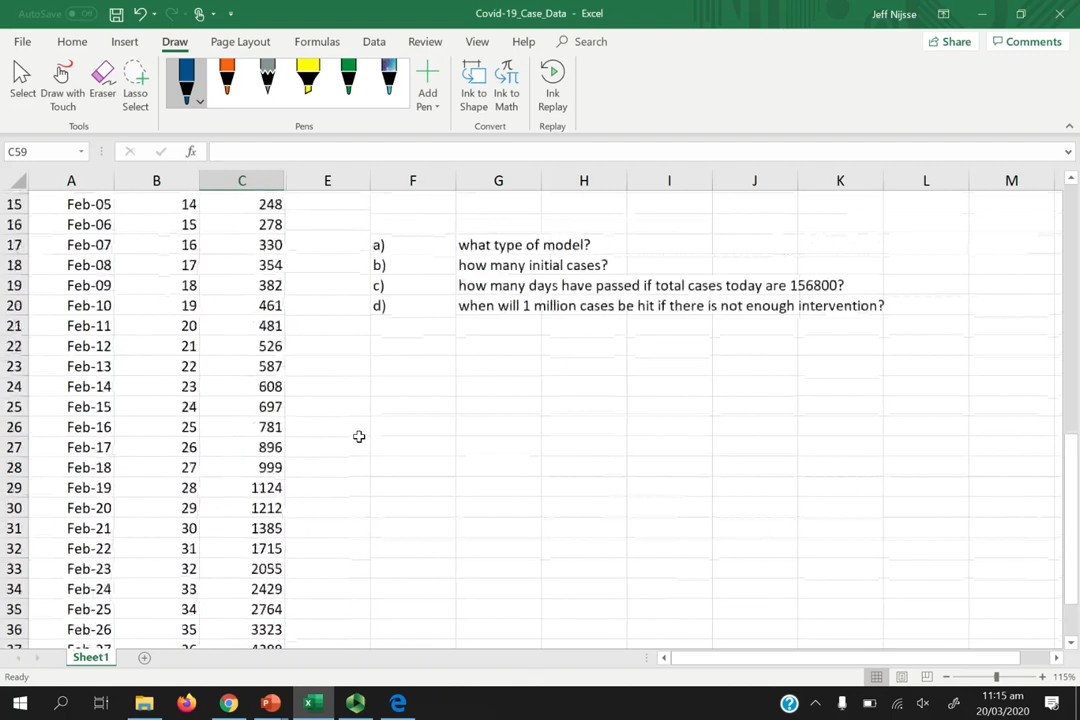 AutoSave Off Covid-19_Case_Data - Excel Jeff Nijsse
File Home Insert Draw Page Layout Formulas Data Review View Help Search Share Comments
Select Draw with Touch Eraser Lasso Select Add Pen Ink to Shape Ink to Math Ink Replay
Tools Pens Convert Replay
C59 fx
A B C E F G H I J K L M
15 Feb-05 14 248
16 Feb-06 15 278
17 Feb-07 16 330 a) what type of model?
18 Feb-08 17 354 b) how many initial cases?
19 Feb-09 18 382 c) how many days have passed if total cases today are 156800?
20 Feb-10 19 461 d) when will 1 million cases be hit if there is not enough intervention?
21 Feb-11 20 481
22 Feb-12 21 526
23 Feb-13 22 587
24 Feb-14 23 608
25 Feb-15 24 697
26 Feb-16 25 781
27 Feb-17 26 896
28 Feb-18 27 999
29 Feb-19 28 1124
30 Feb-20 29 1212
31 Feb-21 30 1385
32 Feb-22 31 1715
33 Feb-23 32 2055
34 Feb-24 33 2429
35 Feb-25 34 2764
36 Feb-26 35 3323
Sheet1
Ready 115%
11:15 am
20/03/2020